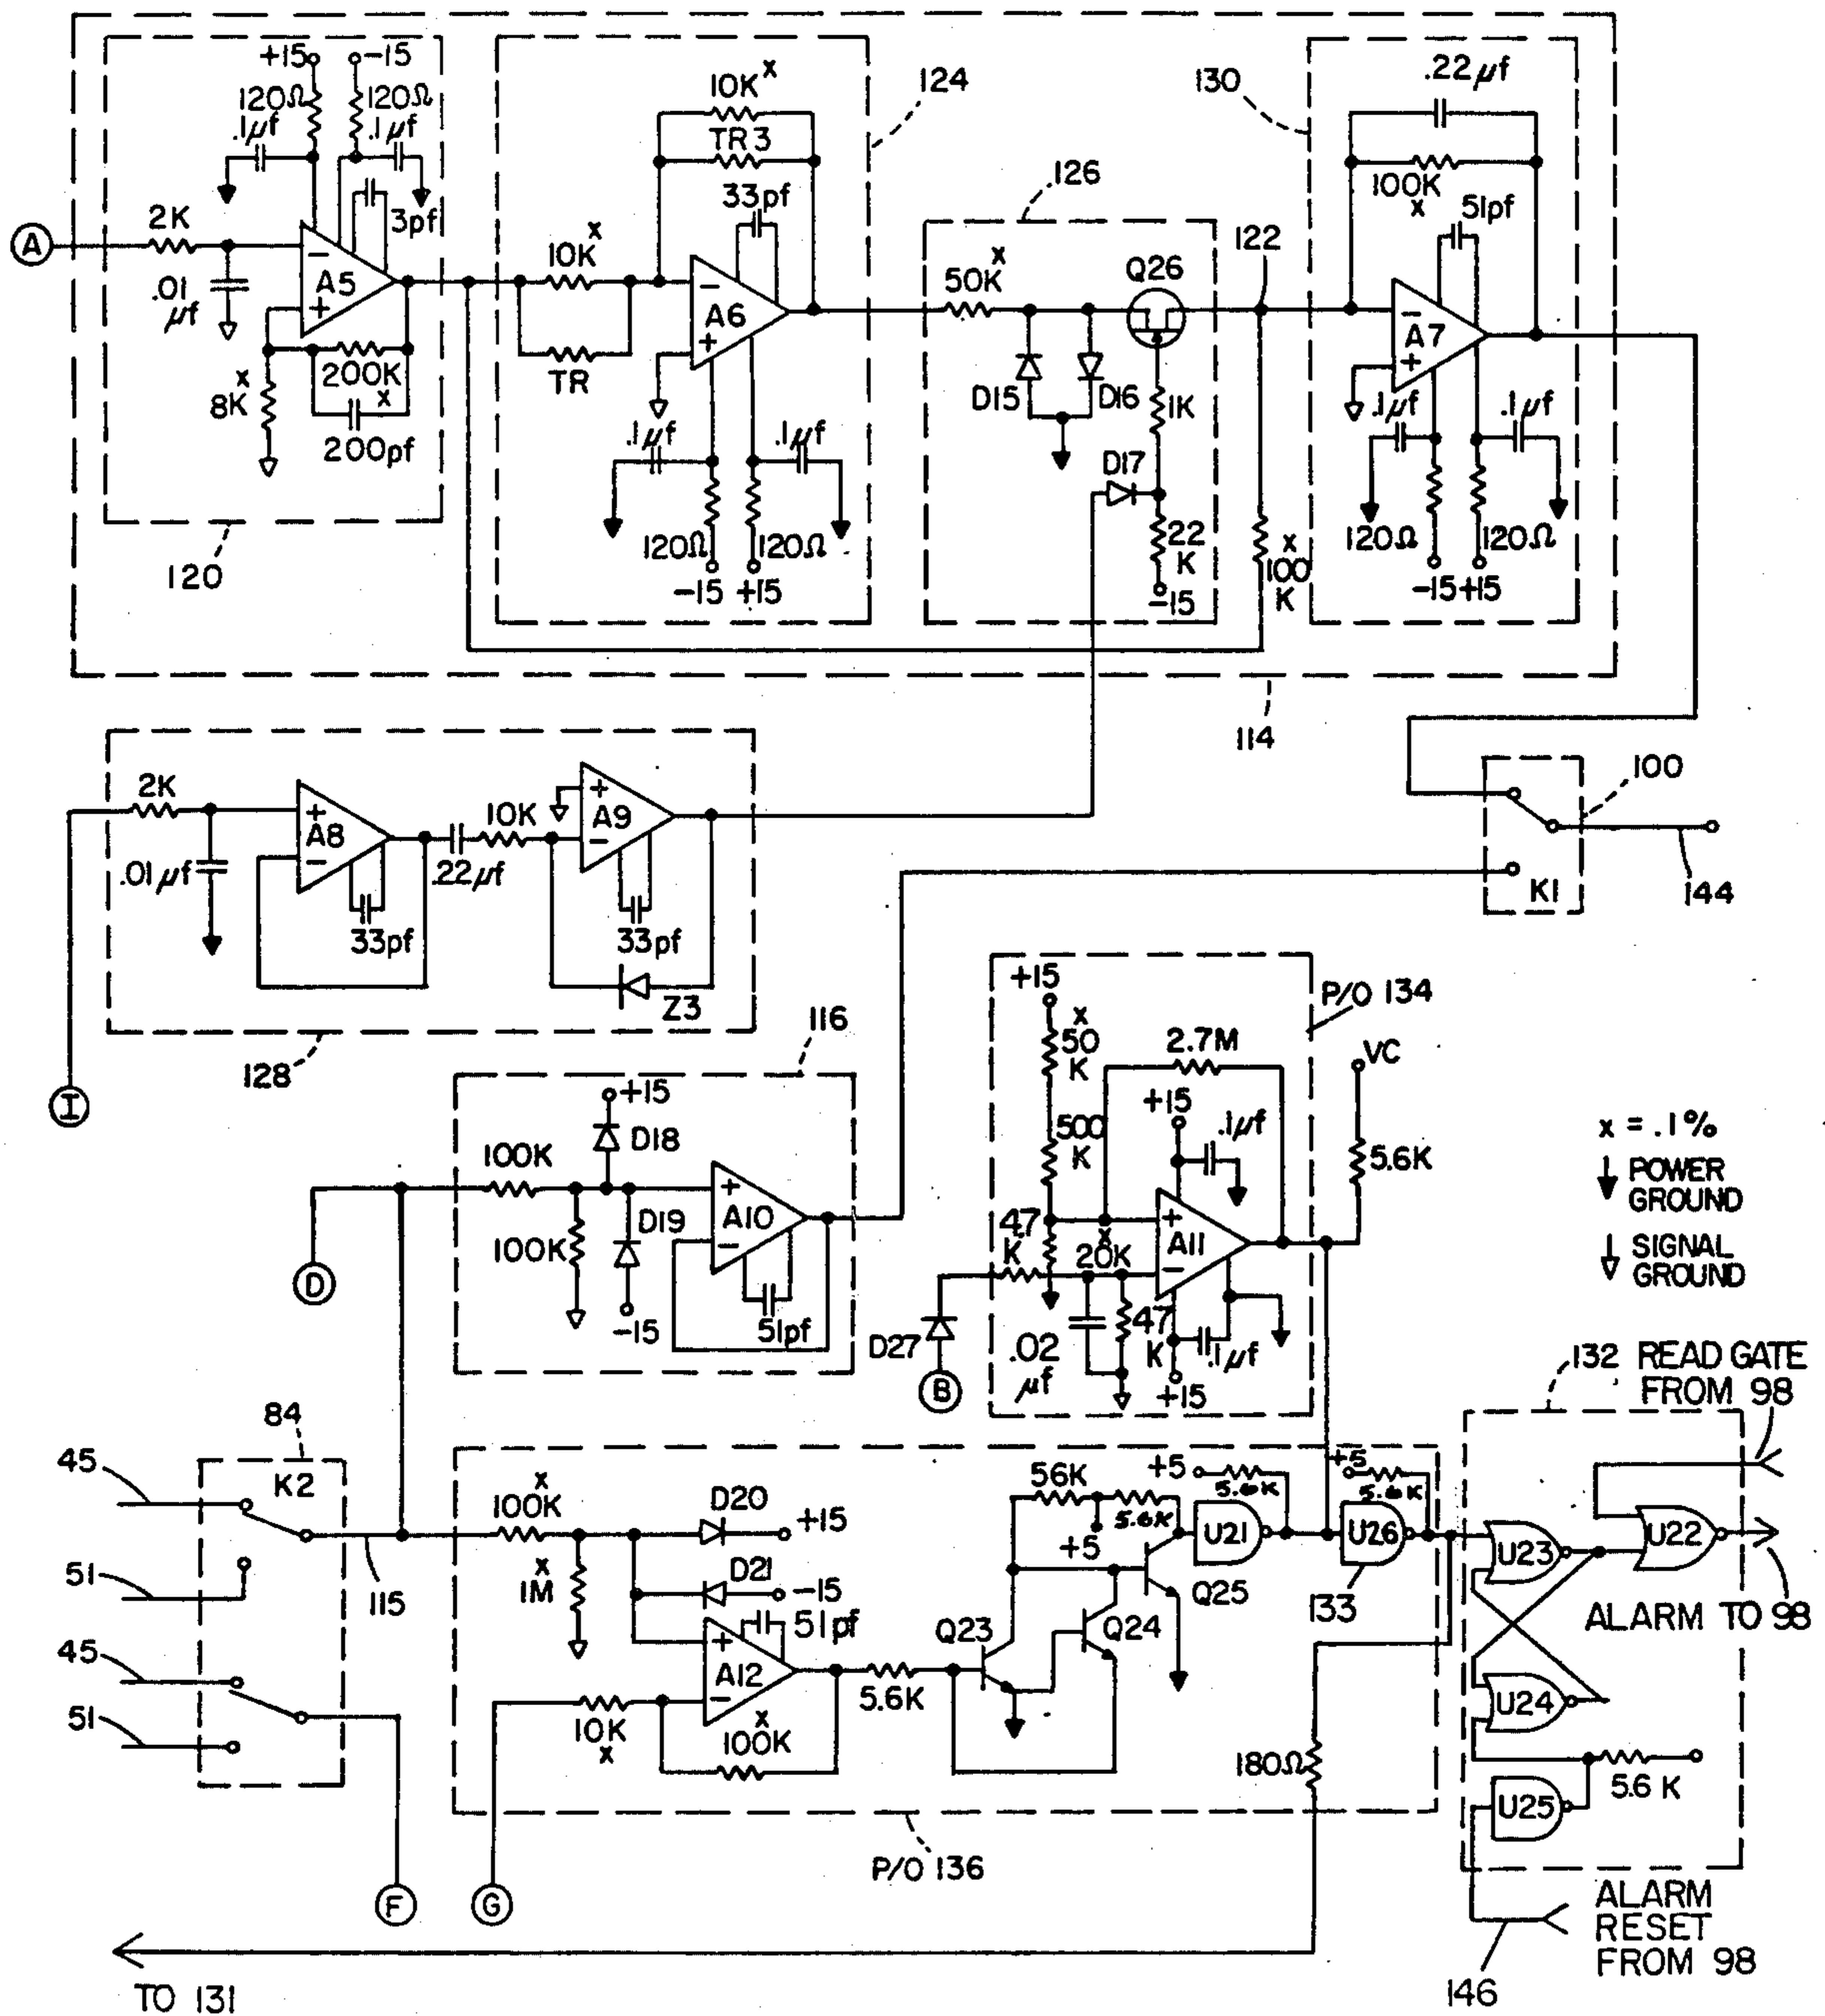 +15 -15
120Ω 120Ω
.1μf .1μf
3pf
A
2K
.01 μf
-
A5
+
8K x
200K x
200pf
120
10K x
TR 3
33pf
10K x
TR
-
A6
+
.1μf .1μf
120Ω 120Ω
-15 +15
124
126
50K x
Q26
D15
D16
1K
D17
22 K
-15
122
x 100 K
130
.22μf
100K x
51pf
-
A7
+
.1μf .1μf
120Ω 120Ω
-15 +15
114
2K
.01μf
+
A8
-
33pf
.22μf
10K
+
A9
-
33pf
Z3
128
I
100
K1
144
116
+15
D18
100K
D19
100K
-15
+
A10
-
51pf
D
P/O 134
+15
x 50 K
500 K
2.7M
+15
.1μf
47 K
x 20K
+
A11
-
47 K
.02 μf
.1μf
+15
D27
B
VC
5.6K
x = .1%
POWER GROUND
SIGNAL GROUND
84
K2
45
51
45
51
115
F
x 100K
x 1M
D20
+15
D21
-15
51pf
+
A12
-
10K x
x 100K
G
5.6K
Q23
Q24
Q25
56K
5.6K
+5
+5
5.6K
U21
+5
5.6K
U26
133
180Ω
P/O 136
132
READ GATE
FROM 98
U23
U22
ALARM TO 98
U24
5.6 K
U25
ALARM
RESET
FROM 98
146
TO 131